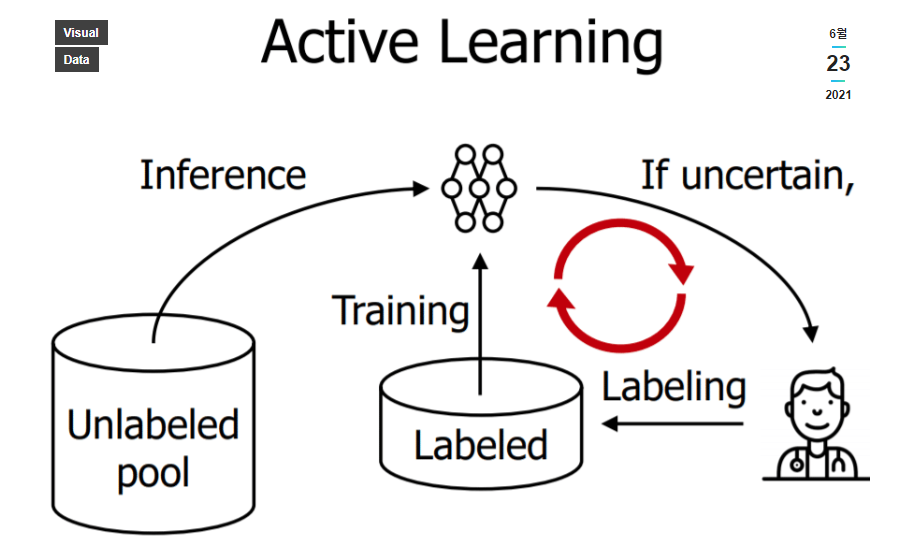 Visual
Data
Active Learning
6월
23
2021
Inference
If uncertain,
Training
Labeling
Unlabeled
pool
Labeled